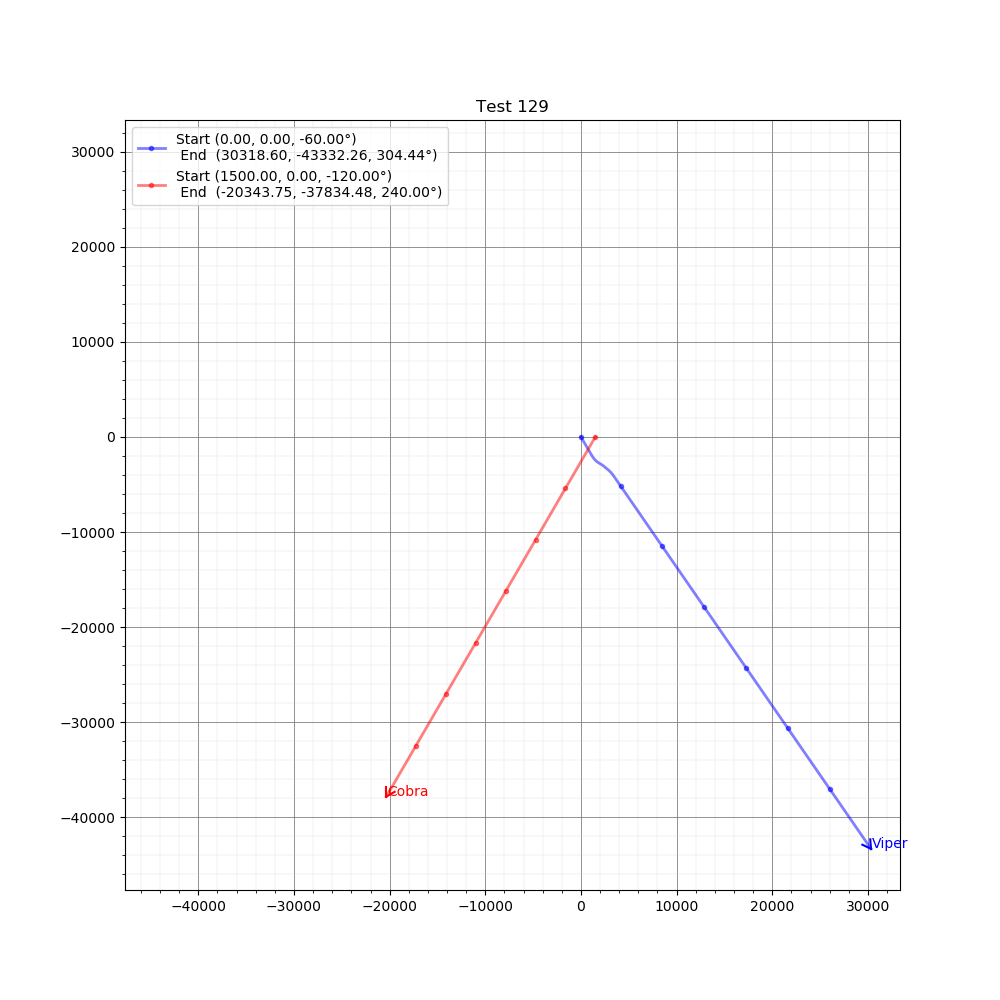 Test 129
Start (0.00, 0.00, -60.00°)
End (30318.60, -43332.26, 304.44°)
Start (1500.00, 0.00, -120.00°)
End (-20343.75, -37834.48, 240.00°)
30000
20000
10000
0
−10000
−20000
−30000
−40000
Cobra
Viper
−40000 −30000 −20000 −10000 0 10000 20000 30000